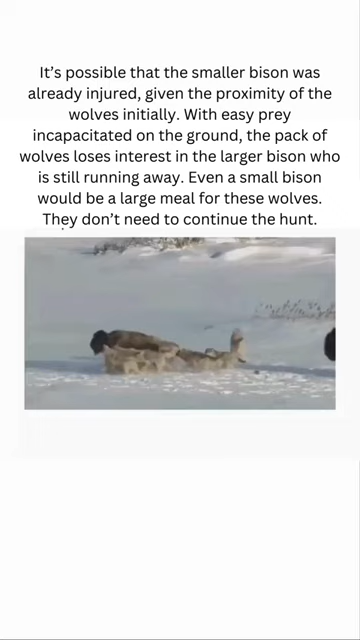 It’s possible that the smaller bison was
already injured, given the proximity of the
wolves initially. With easy prey
incapacitated on the ground, the pack of
wolves loses interest in the larger bison who
is still running away. Even a small bison
would be a large meal for these wolves.
They don’t need to continue the hunt.